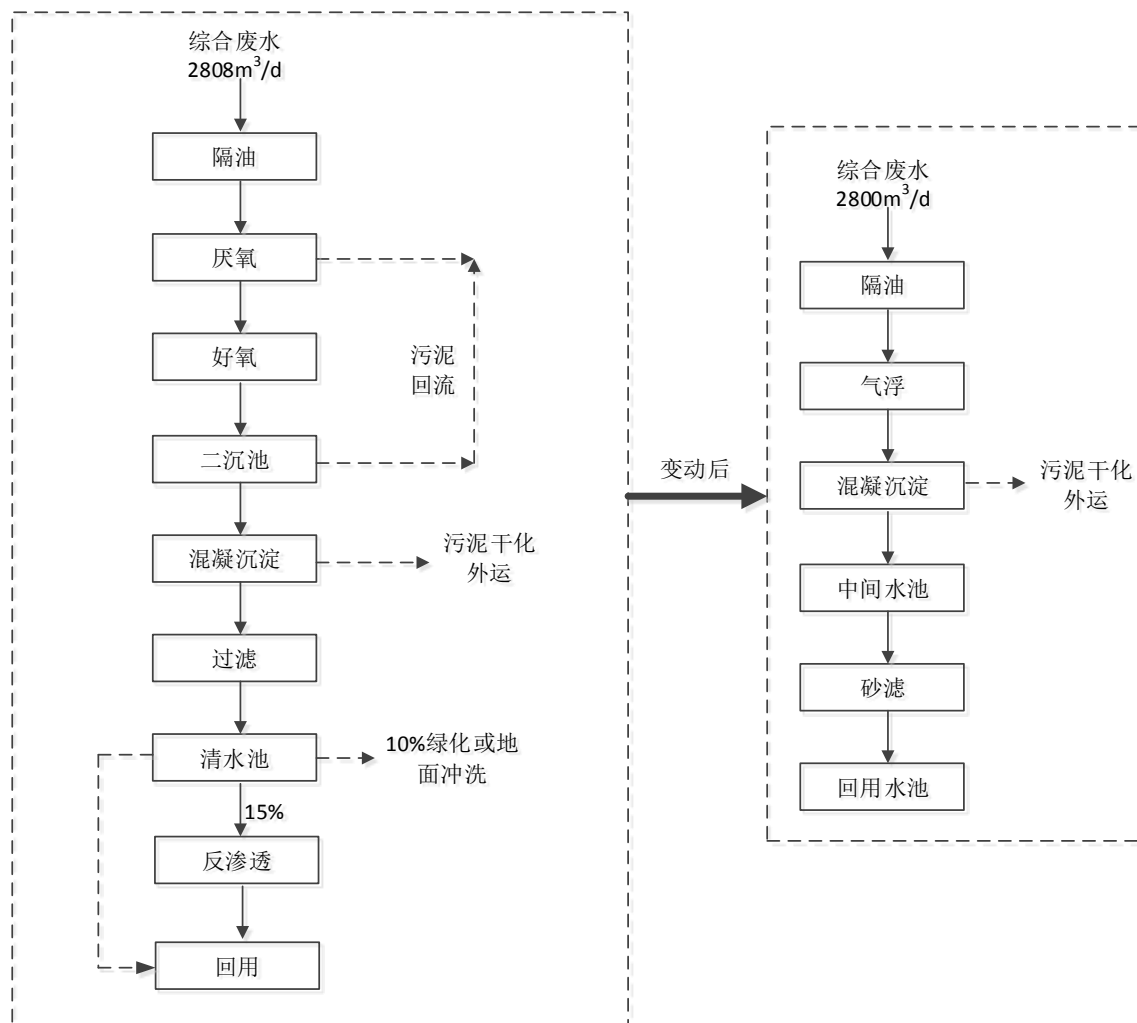 综合废水
2808m³/d
隔油
厌氧
好氧
污泥
回流
二沉池
混凝沉淀
污泥干化
外运
过滤
清水池
10%绿化或地
面冲洗
15%
反渗透
回用
变动后
综合废水
2800m³/d
隔油
气浮
混凝沉淀
污泥干化
外运
中间水池
砂滤
回用水池